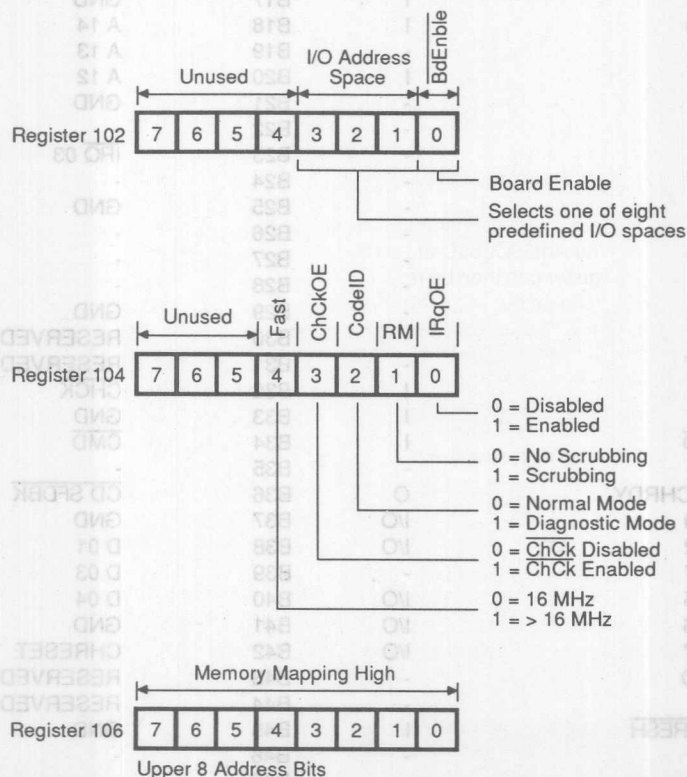 BdEnble
I/O Address
Space
Unused
Register 102 7 6 5 4 3 2 1 0
Board Enable
Selects one of eight
predefined I/O spaces
Unused Fast ChCkOE CodeID RM IRqOE
Register 104 7 6 5 4 3 2 1 0
0 = Disabled
1 = Enabled
0 = No Scrubbing
1 = Scrubbing
0 = Normal Mode
1 = Diagnostic Mode
0 = ChCk Disabled
1 = ChCk Enabled
0 = 16 MHz
1 = > 16 MHz
Memory Mapping High
Register 106 7 6 5 4 3 2 1 0
Upper 8 Address Bits